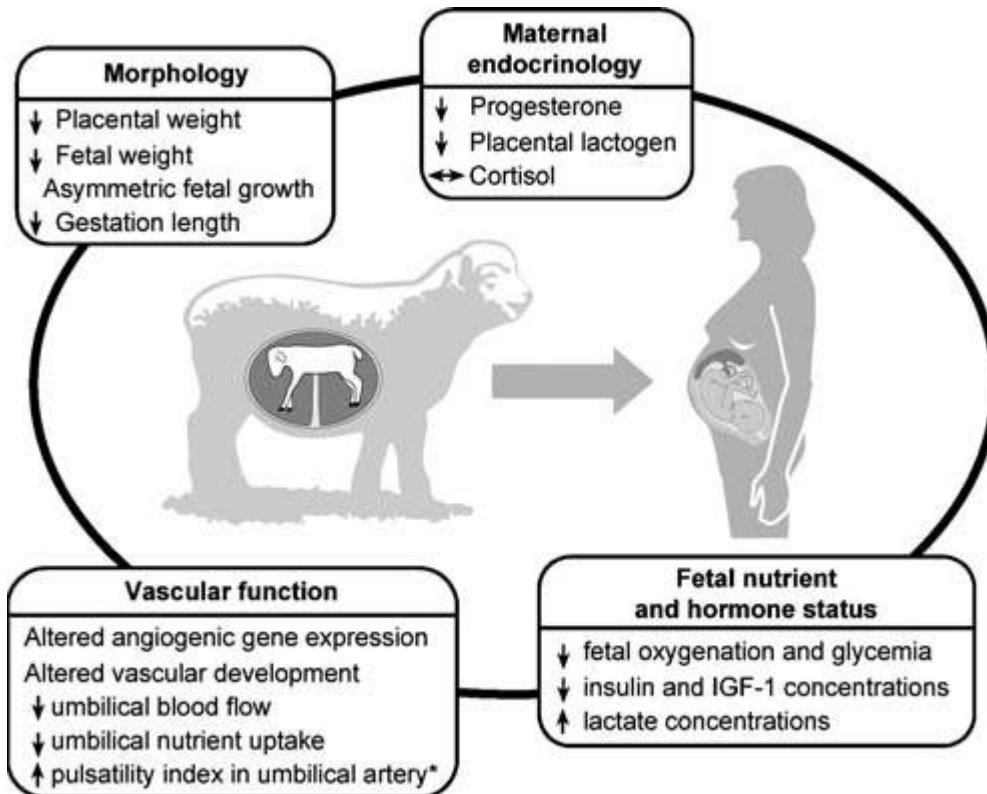 Morphology
↓ Placental weight
↓ Fetal weight
Asymmetric fetal growth
↓ Gestation length
Maternal
endocrinology
↓ Progesterone
↓ Placental lactogen
↔ Cortisol
Vascular function
Altered angiogenic gene expression
Altered vascular development
↓ umbilical blood flow
↓ umbilical nutrient uptake
↑ pulsatility index in umbilical artery*
Fetal nutrient
and hormone status
↓ fetal oxygenation and glycemia
↓ insulin and IGF-1 concentrations
↑ lactate concentrations